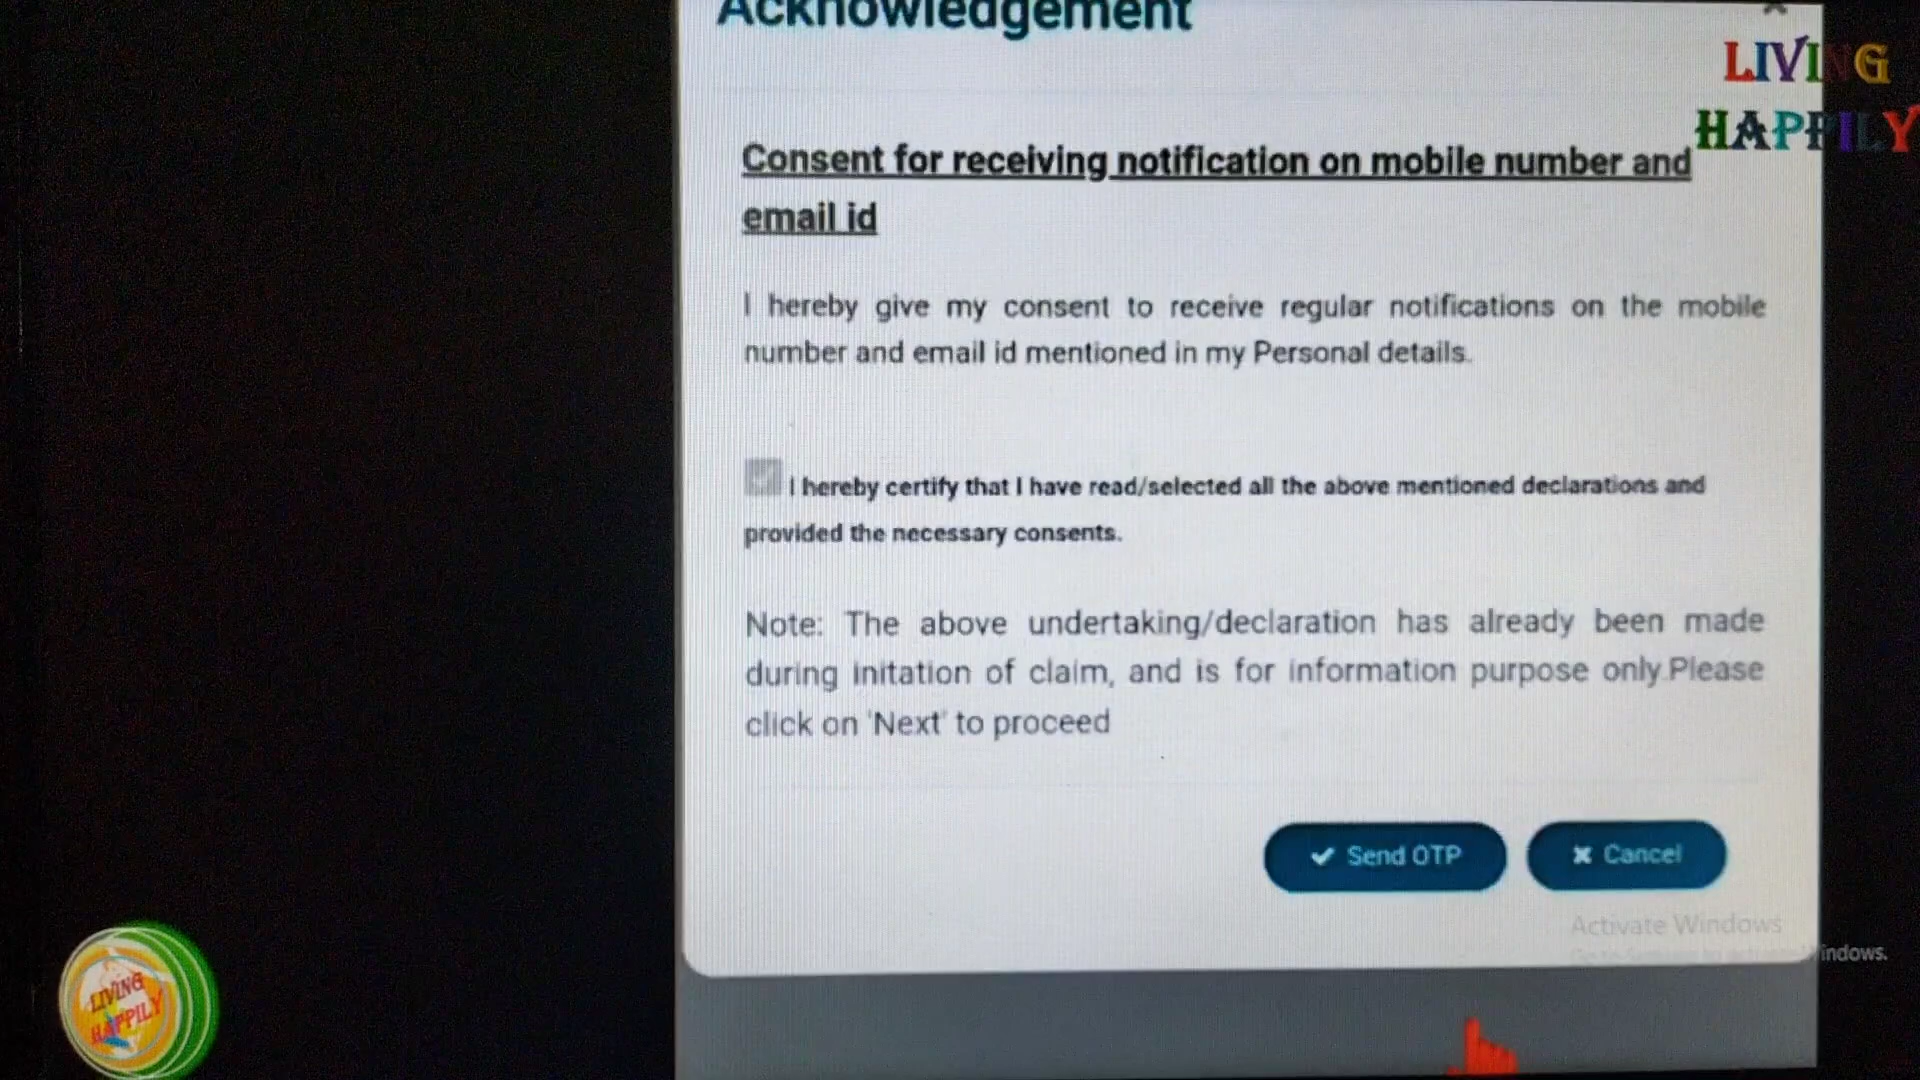 Acknowledgement
LIVING
HAPPILY
Consent for receiving notification on mobile number and
email id
I hereby give my consent to receive regular notifications on the mobile
number and email id mentioned in my Personal details.
I hereby certify that I have read/selected all the above mentioned declarations and
provided the necessary consents.
Note: The above undertaking/declaration has already been made
during initation of claim, and is for information purpose only.Please
click on 'Next' to proceed
Send OTP
Cancel
Activate Windows
Windows.
LIVING
HAPPILY